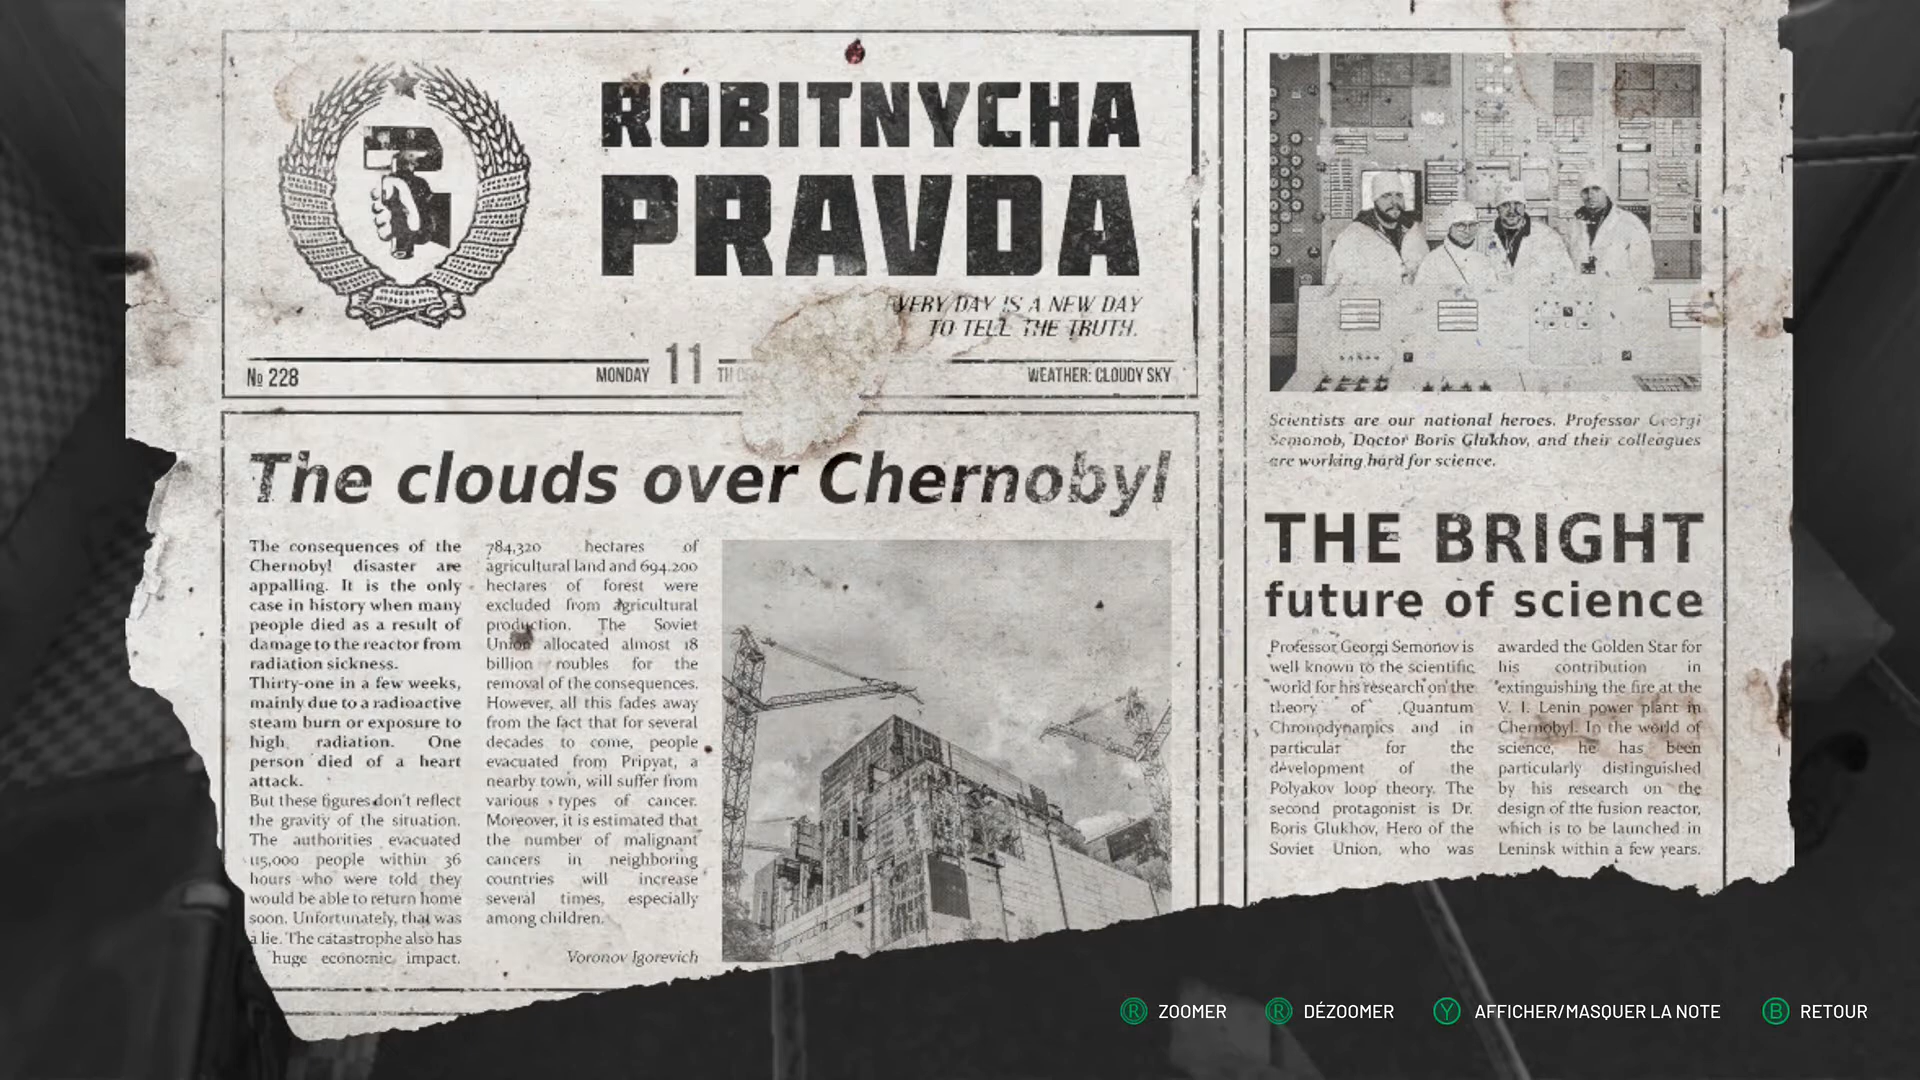 ROBITNYCHA
PRAVDA
EVERY DAY IS A NEW DAY
TO TELL THE TRUTH.
№ 228
MONDAY 11 TH
WEATHER: CLOUDY SKY
The clouds over Chernobyl
The consequences of the
Chernobyl disaster are
appalling. It is the only
case in history when many
people died as a result of
damage to the reactor from
radiation sickness.
Thirty-one in a few weeks,
mainly due to a radioactive
steam burn or exposure to
high radiation. One
person died of a heart
attack.
But these figures don't reflect
the gravity of the situation.
The authorities evacuated
115,000 people within 36
hours who were told they
would be able to return home
soon. Unfortunately, that was
a lie. The catastrophe also has
huge economic impact.
784,320 hectares of
agricultural land and 694.200
hectares of forest were
excluded from agricultural
production. The Soviet
Union allocated almost 18
billion roubles for the
removal of the consequences.
However, all this fades away
from the fact that for several
decades to come, people
evacuated from Pripyat, a
nearby town, will suffer from
various types of cancer.
Moreover, it is estimated that
the number of malignant
cancers in neighboring
countries will increase
several times, especially
among children.
Voronov Igorevich
Scientists are our national heroes. Professor Georgi
Semonob, Doctor Boris Glukhov, and their colleagues
are working hard for science.
THE BRIGHT
future of science
Professor Georgi Semonov is
well known to the scientific
world for his research on the
theory of Quantum
Chronodynamics and in
particular for the
development of the
Polyakov loop theory. The
second protagonist is Dr.
Boris Glukhov, Hero of the
Soviet Union, who was
awarded the Golden Star for
his contribution in
extinguishing the fire at the
V. I. Lenin power plant in
Chernobyl. In the world of
science, he has been
particularly distinguished
by his research on the
design of the fusion reactor,
which is to be launched in
Leninsk within a few years.
R ZOOMER R DÉZOOMER Y AFFICHER/MASQUER LA NOTE B RETOUR